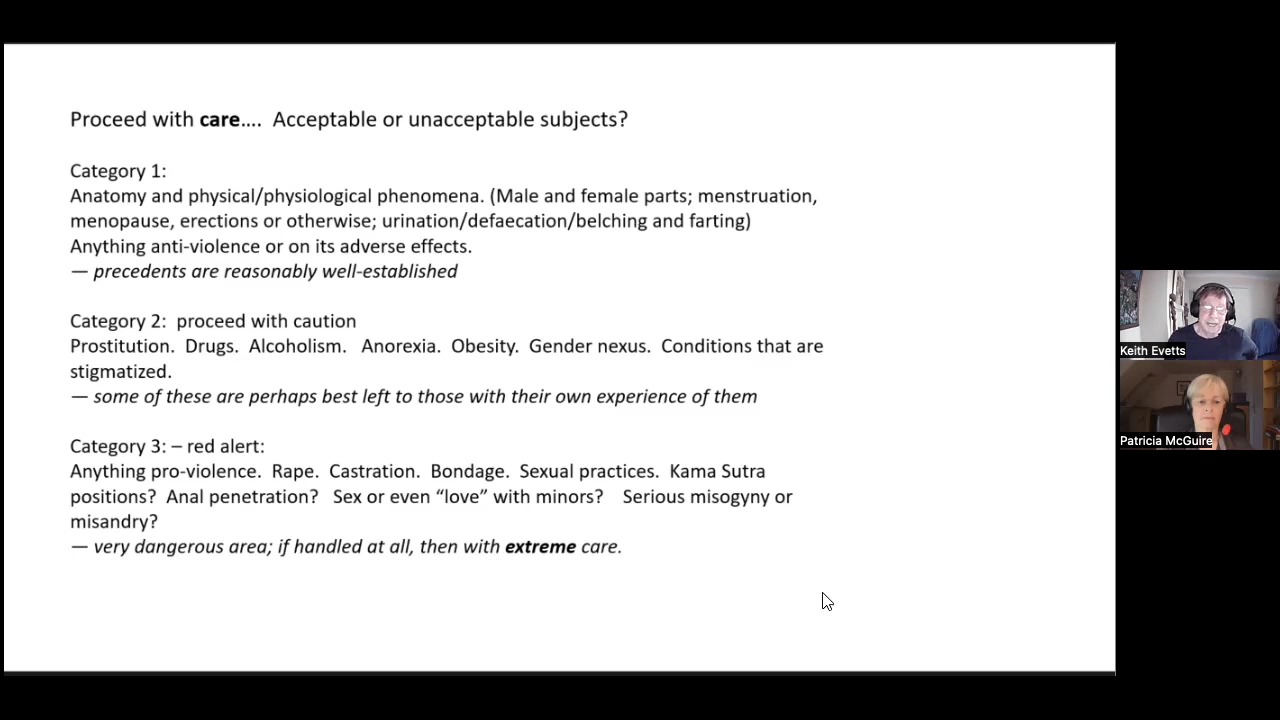 Proceed with care.... Acceptable or unacceptable subjects?
Category 1:
Anatomy and physical/physiological phenomena. (Male and female parts; menstruation,
menopause, erections or otherwise; urination/defaecation/belching and farting)
Anything anti-violence or on its adverse effects.
— precedents are reasonably well-established
Category 2:  proceed with caution
Prostitution.  Drugs.  Alcoholism.   Anorexia.  Obesity.  Gender nexus.  Conditions that are
stigmatized.
— some of these are perhaps best left to those with their own experience of them
Category 3: – red alert:
Anything pro-violence.  Rape.  Castration.  Bondage.  Sexual practices.  Kama Sutra
positions?  Anal penetration?   Sex or even “love” with minors?    Serious misogyny or
misandry?
— very dangerous area; if handled at all, then with extreme care.
Keith Evetts
Patricia McGuire